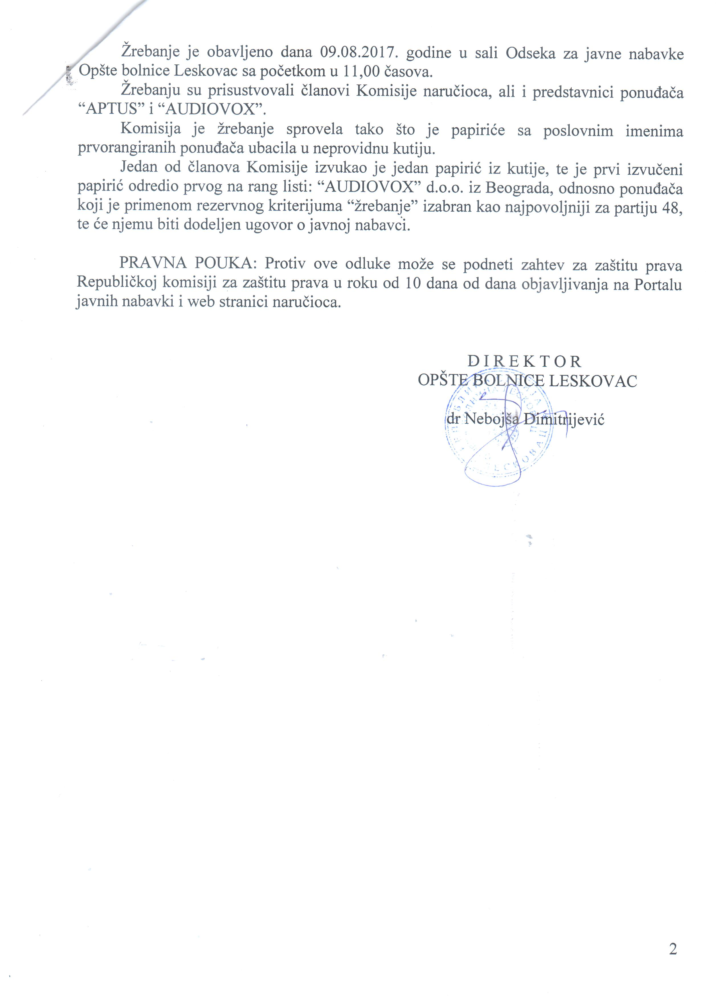 Žrebanje je obavljeno dana 09.08.2017. godine u sali Odseka za javne nabavke
Opšte bolnice Leskovac sa početkom u 11,00 časova.
Žrebanju su prisustvovali članovi Komisije naručioca, ali i predstavnici ponuđača
“APTUS” i “AUDIOVOX”.
Komisija je žrebanje sprovela tako što je papiriće sa poslovnim imenima
prvorangiranih ponuđača ubacila u neprovidnu kutiju.
Jedan od članova Komisije izvukao je jedan papirić iz kutije, te je prvi izvučeni
papirić odredio prvog na rang listi: “AUDIOVOX” d.o.o. iz Beograda, odnosno ponuđača
koji je primenom rezervnog kriterijuma “žrebanje” izabran kao najpovoljniji za partiju 48,
te će njemu biti dodeljen ugovor o javnoj nabavci.
PRAVNA POUKA: Protiv ove odluke može se podneti zahtev za zaštitu prava
Republičkoj komisiji za zaštitu prava u roku od 10 dana od dana objavljivanja na Portalu
javnih nabavki i web stranici naručioca.
D I R E K T O R
OPŠTE BOLNICE LESKOVAC
dr Nebojša Dimitrijević
2